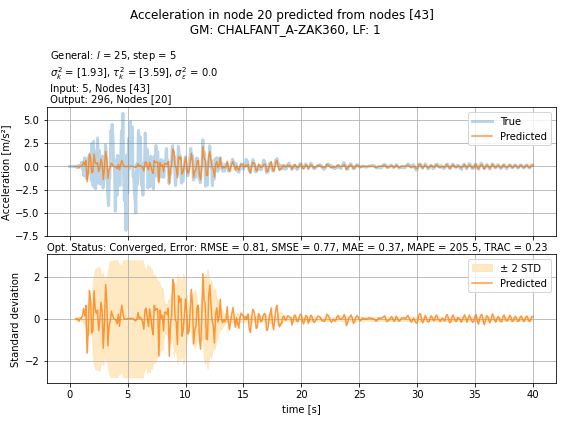 Acceleration in node 20 predicted from nodes [43]
GM: CHALFANT_A-ZAK360, LF: 1
General: l = 25, step = 5
σ²ₖ = [1.93], τ²ₖ = [3.59], σ²ε = 0.0
Input: 5, Nodes [43]
Output: 296, Nodes [20]
Acceleration [m/s²]
5.0
2.5
0.0
−2.5
−5.0
−7.5
True
Predicted
Opt. Status: Converged, Error: RMSE = 0.81, SMSE = 0.77, MAE = 0.37, MAPE = 205.5, TRAC = 0.23
Standard deviation
2
0
−2
± 2 STD
Predicted
0 5 10 15 20 25 30 35 40
time [s]